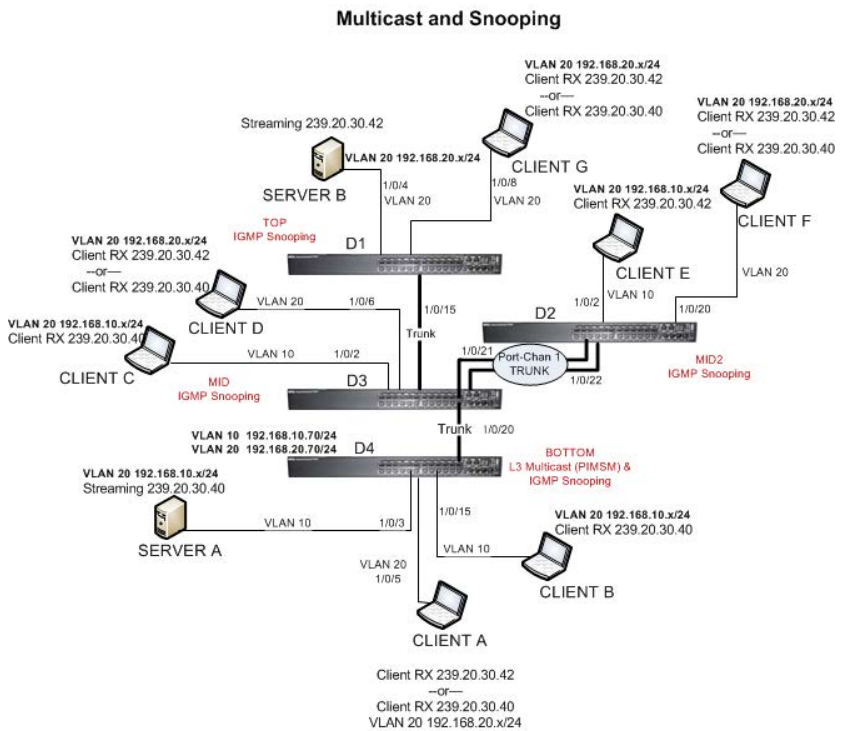 Multicast and Snooping
VLAN 20 192.168.20.x/24
Client RX 239.20.30.42
--or—
Client RX 239.20.30.40
CLIENT G
1/0/8
VLAN 20
VLAN 20 192.168.20.x/24
Client RX 239.20.30.42
--or—
Client RX 239.20.30.40
CLIENT F
VLAN 20
1/0/20
Streaming 239.20.30.42
VLAN 20 192.168.20.x/24
SERVER B
1/0/4
VLAN 20
VLAN 20 192.168.10.x/24
Client RX 239.20.30.42
CLIENT E
1/0/2
VLAN 10
TOP
IGMP Snooping
D1
VLAN 20 192.168.20.x/24
Client RX 239.20.30.42
--or—
Client RX 239.20.30.40
CLIENT D
VLAN 20
1/0/6
1/0/15
Trunk
D2
VLAN 20 192.168.10.x/24
Client RX 239.20.30.40
CLIENT C
VLAN 10
1/0/2
1/0/21
Port-Chan 1
TRUNK
1/0/22
MID2
IGMP Snooping
MID
IGMP Snooping
D3
Trunk
1/0/20
VLAN 10 192.168.10.70/24
VLAN 20 192.168.20.70/24
D4
BOTTOM
L3 Multicast (PIMSM) &
IGMP Snooping
VLAN 20 192.168.10.x/24
Streaming 239.20.30.40
SERVER A
VLAN 10
1/0/3
1/0/15
VLAN 10
VLAN 20 192.168.10.x/24
Client RX 239.20.30.40
CLIENT B
VLAN 20
1/0/5
CLIENT A
Client RX 239.20.30.42
--or—
Client RX 239.20.30.40
VLAN 20 192.168.20.x/24